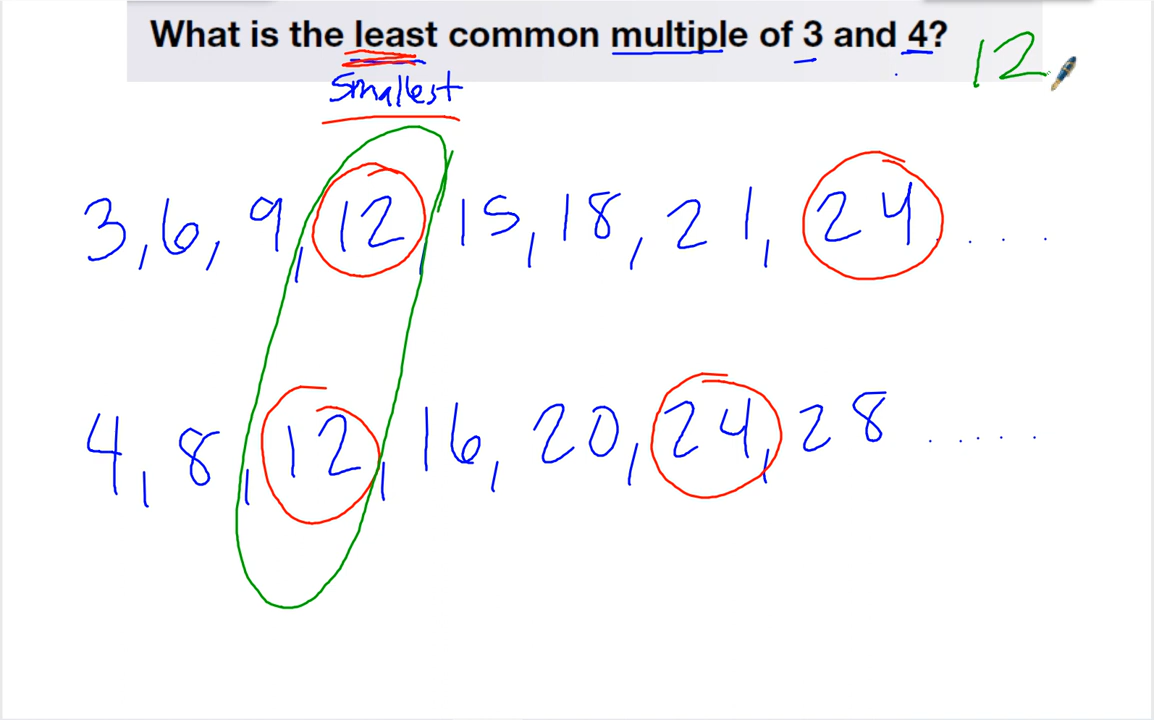 What is the least common multiple of 3 and 4?
12
Smallest
3, 6, 9, 12, 15, 18, 21, 24 ....
4, 8, 12, 16, 20, 24, 28 .....